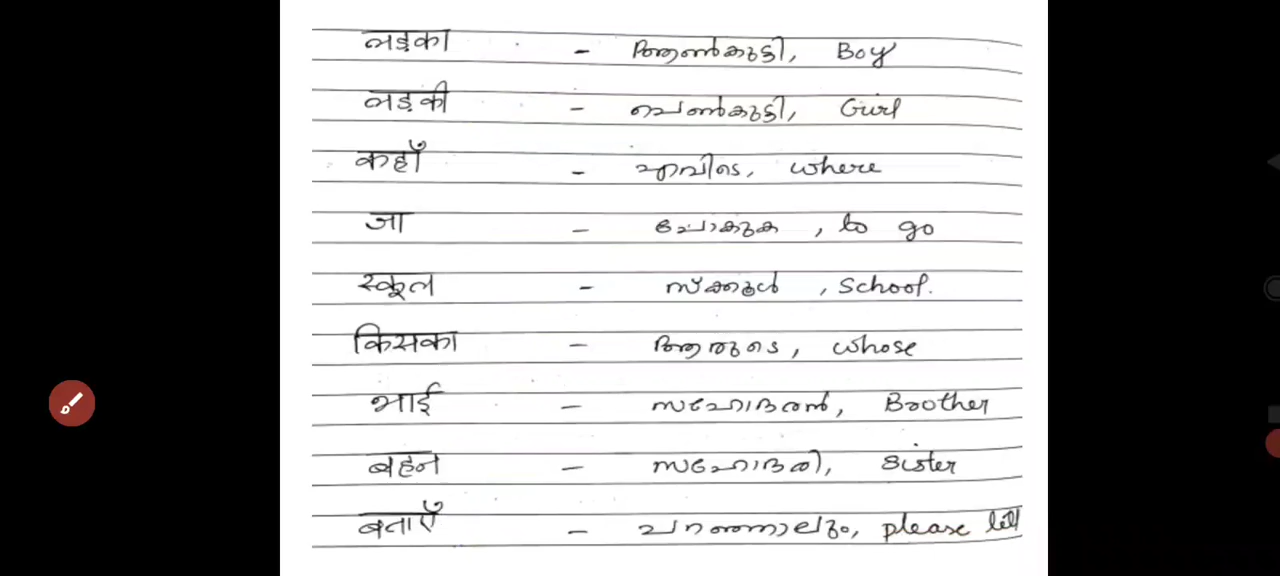 लड़का - ആൺകുട്ടി, Boy
लड़की - പെൺകുട്ടി, Girl
कहाँ - എവിടെ, where
जा - പോകുക, to go
स्कूल - സ്ക്കൂൾ, School.
किसका - ആരുടെ, whose
भाई - സഹോദരൻ, Brother
बहन - സഹോദരി, Sister
बताएँ - പറഞ്ഞാലും, please tell